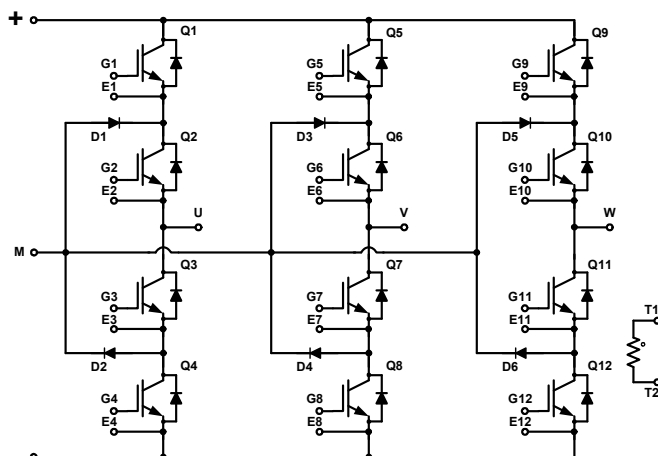 +
Q1 Q5 Q9
G1 G5 G9
E1 E5 E9
D1 D3 D5
Q2 Q6 Q10
G2 G6 G10
E2 E6 E10
U V W
M
Q3 Q7 Q11
G3 G7 G11
E3 E7 E11
T1
D2 D4 D6
Q4 Q8 Q12
T2
G4 G8 G12
E4 E8 E12